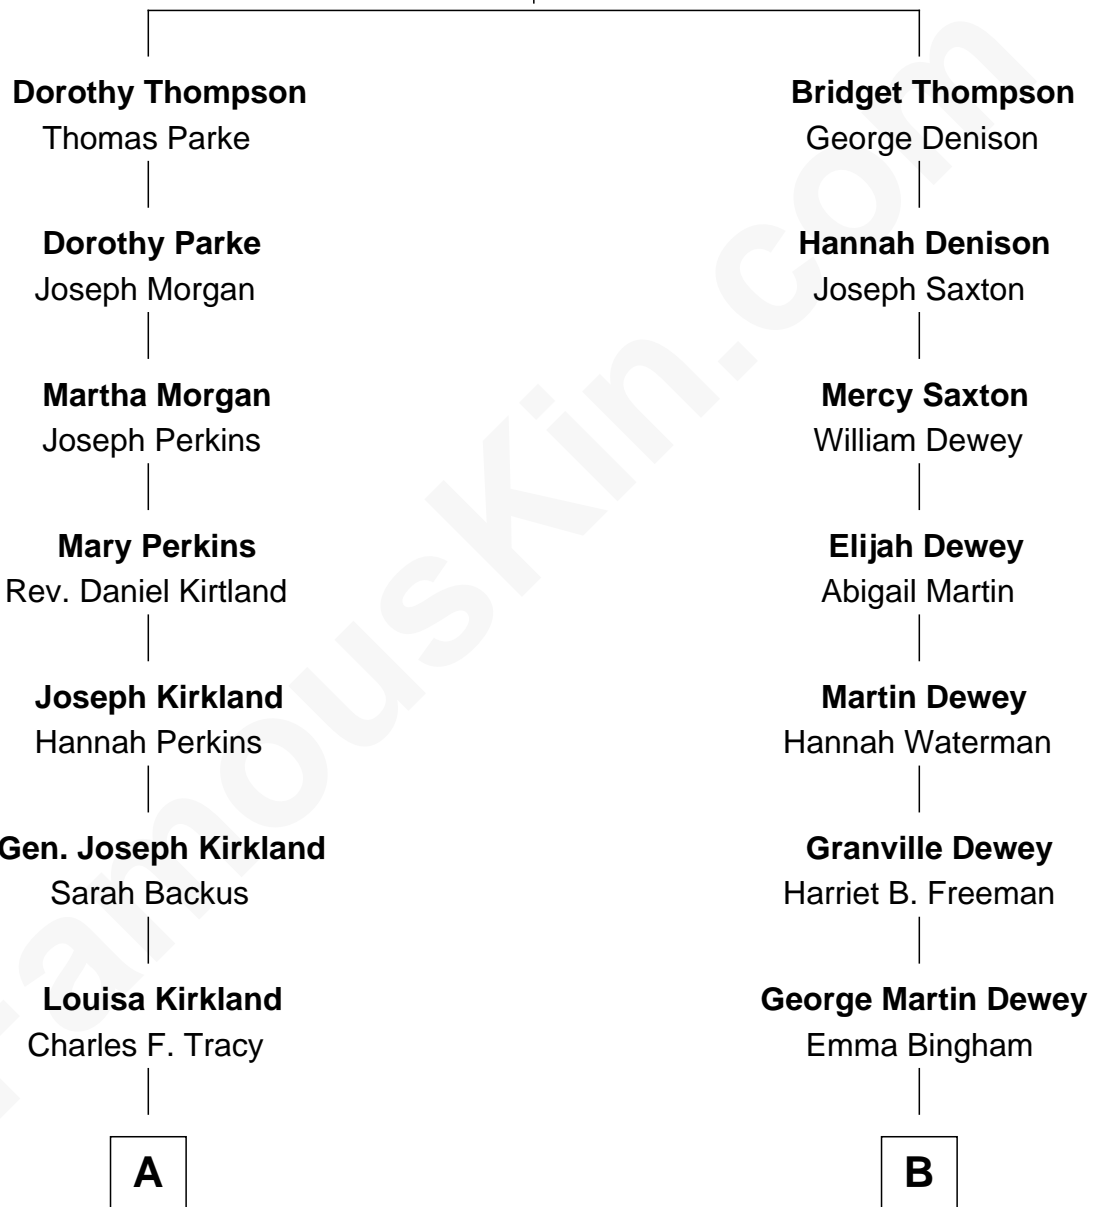 Dorothy Thompson
Thomas Parke
Dorothy Parke
Joseph Morgan
Martha Morgan
Joseph Perkins
Mary Perkins
Rev. Daniel Kirtland
Joseph Kirkland
Hannah Perkins
Gen. Joseph Kirkland
Sarah Backus
Louisa Kirkland
Charles F. Tracy
A
Bridget Thompson
George Denison
Hannah Denison
Joseph Saxton
Mercy Saxton
William Dewey
Elijah Dewey
Abigail Martin
Martin Dewey
Hannah Waterman
Granville Dewey
Harriet B. Freeman
George Martin Dewey
Emma Bingham
B
FamousKin.com